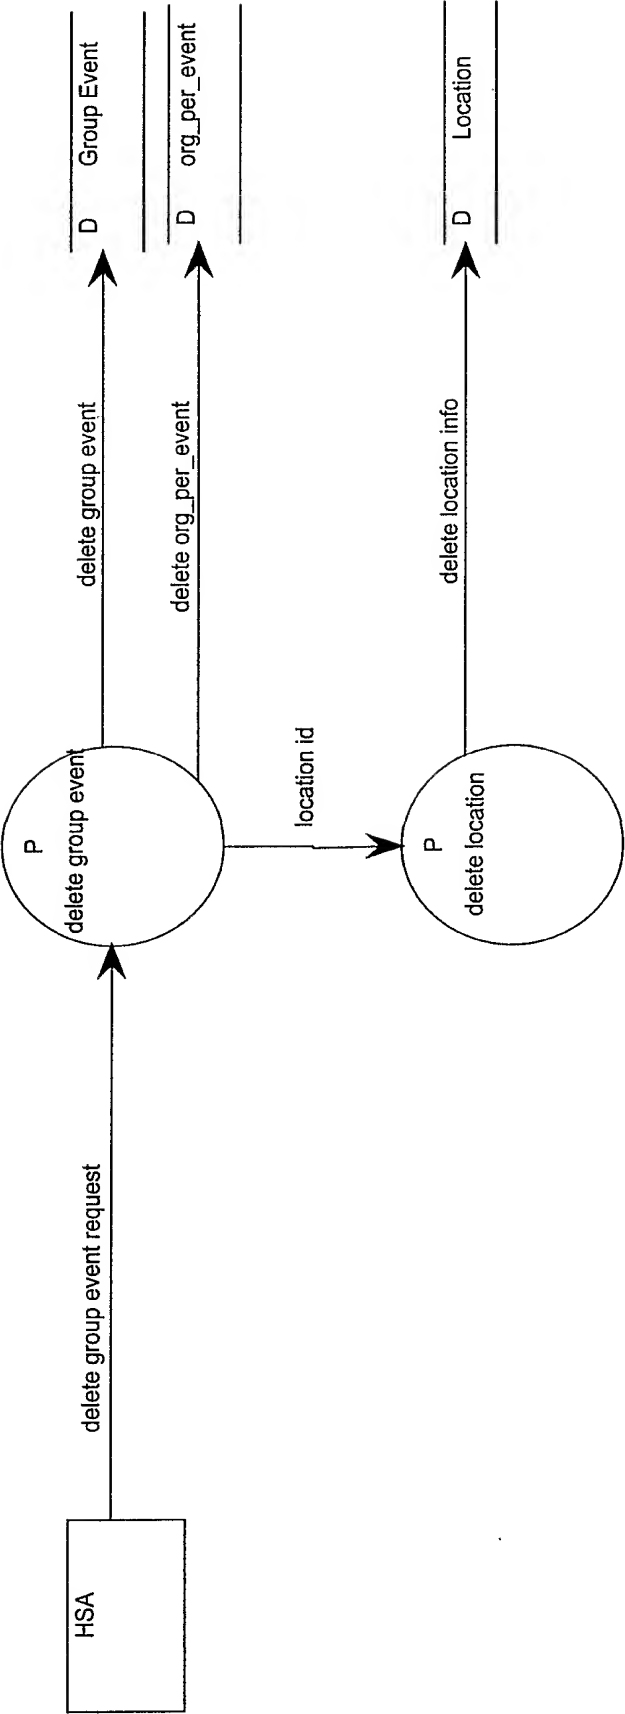 HSA
delete group event request
P
delete group event
delete group event
D Group Event
delete org_per_event
D org_per_event
location id
P
delete location
delete location info
D Location